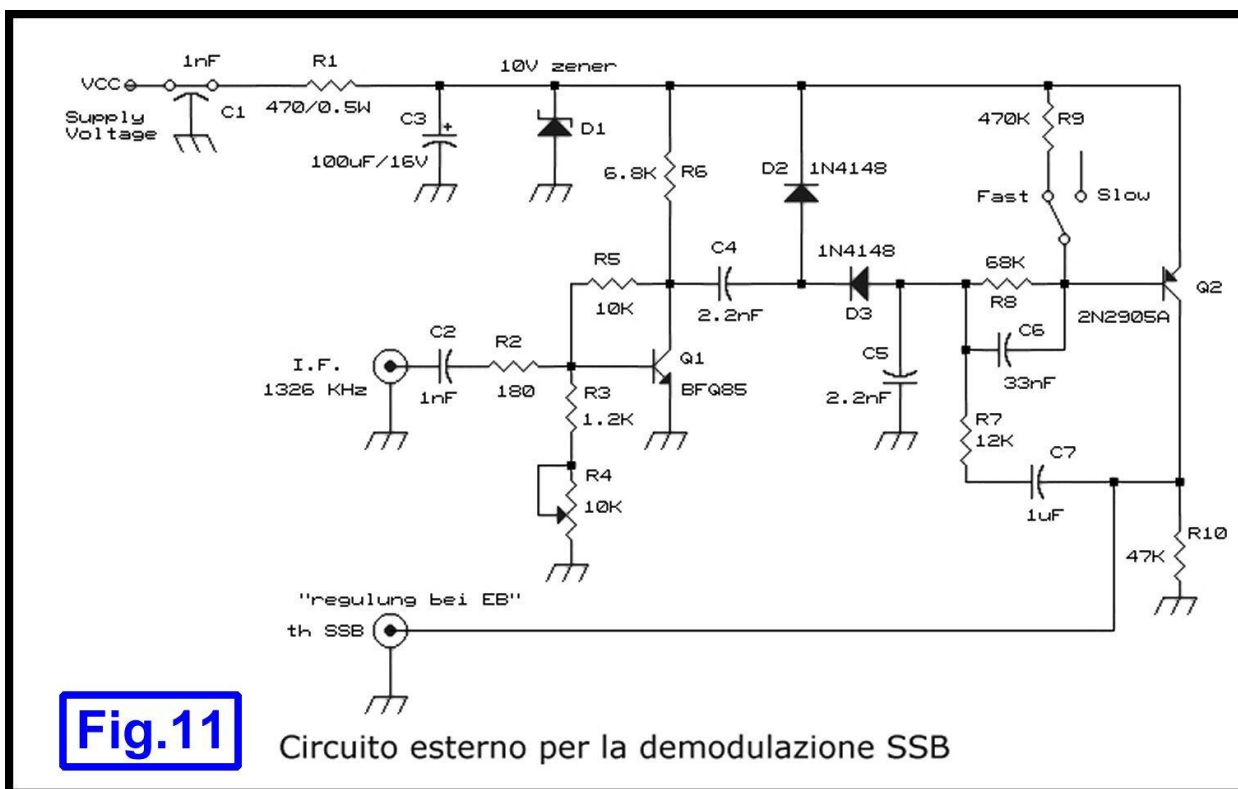 1nF
R1
10V zener
VCC
C1
470/0.5W
Supply
Voltage
C3
100uF/16V
D1
6.8K
R6
D2
1N4148
470K
R9
Fast
Slow
R5
10K
C4
2.2nF
1N4148
D3
68K
R8
Q2
2N2905A
I.F.
1326 KHz
C2
1nF
R2
180
Q1
BFQ85
C5
2.2nF
C6
33nF
R3
1.2K
R7
12K
C7
1uF
R4
10K
47K
R10
"regulung bei EB"
th SSB
Fig.11
Circuito esterno per la demodulazione SSB